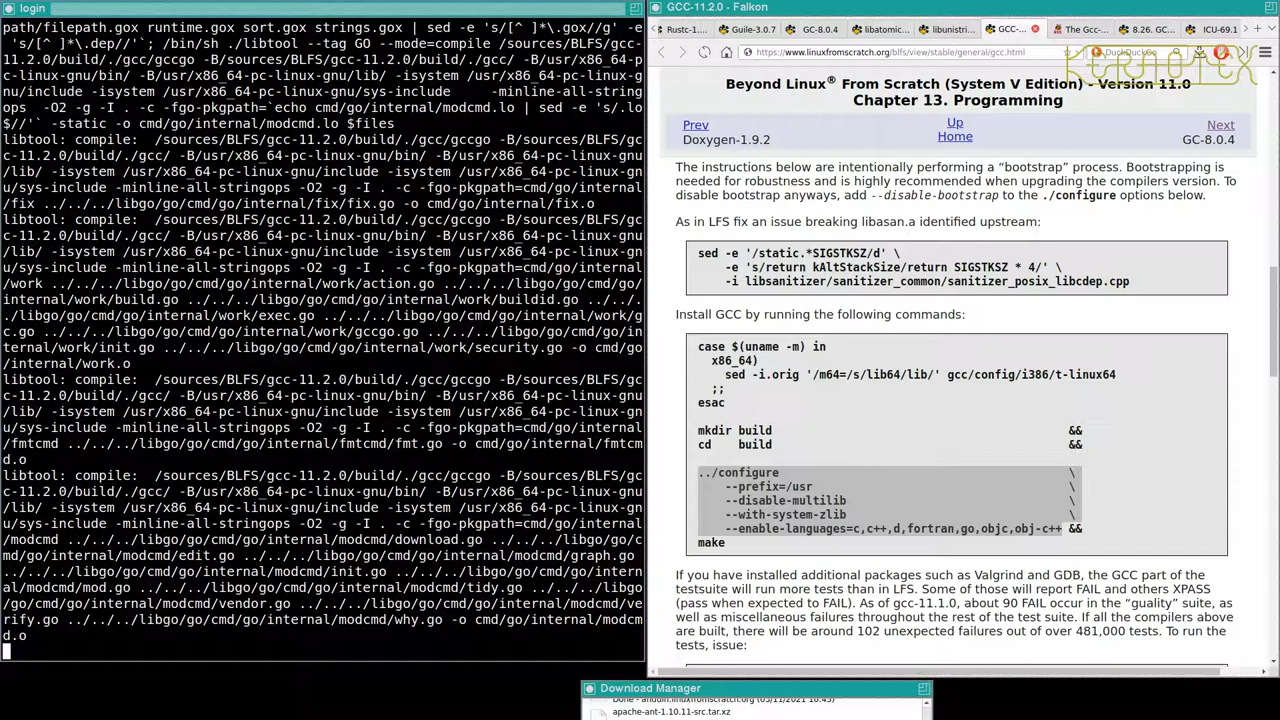 login
path/filepath.gox runtime.gox sort.gox strings.gox | sed -e 's/[^ ]*\.gox//g' -e
 's/[^ ]*\.dep//'`; /bin/sh ./libtool --tag GO --mode=compile /sources/BLFS/gcc-
11.2.0/build/./gcc/gccgo -B/sources/BLFS/gcc-11.2.0/build/./gcc/ -B/usr/x86_64-p
c-linux-gnu/bin/ -B/usr/x86_64-pc-linux-gnu/lib/ -isystem /usr/x86_64-pc-linux-g
nu/include -isystem /usr/x86_64-pc-linux-gnu/sys-include     -minline-all-string
ops  -O2 -g -I . -c -fgo-pkgpath=`echo cmd/go/internal/modcmd.lo | sed -e 's/.lo
$//'` -static -o cmd/go/internal/modcmd.lo $files
libtool: compile:  /sources/BLFS/gcc-11.2.0/build/./gcc/gccgo -B/sources/BLFS/gc
c-11.2.0/build/./gcc/ -B/usr/x86_64-pc-linux-gnu/bin/ -B/usr/x86_64-pc-linux-gnu
/lib/ -isystem /usr/x86_64-pc-linux-gnu/include -isystem /usr/x86_64-pc-linux-gn
u/sys-include -minline-all-stringops -O2 -g -I . -c -fgo-pkgpath=cmd/go/internal
/fix ../../../libgo/go/cmd/go/internal/fix/fix.go -o cmd/go/internal/fix.o
libtool: compile:  /sources/BLFS/gcc-11.2.0/build/./gcc/gccgo -B/sources/BLFS/gc
c-11.2.0/build/./gcc/ -B/usr/x86_64-pc-linux-gnu/bin/ -B/usr/x86_64-pc-linux-gnu
/lib/ -isystem /usr/x86_64-pc-linux-gnu/include -isystem /usr/x86_64-pc-linux-gn
u/sys-include -minline-all-stringops -O2 -g -I . -c -fgo-pkgpath=cmd/go/internal
/work ../../../libgo/go/cmd/go/internal/work/action.go ../../../libgo/go/cmd/go/
internal/work/build.go ../../../libgo/go/cmd/go/internal/work/buildid.go ../../.
./libgo/go/cmd/go/internal/work/exec.go ../../../libgo/go/cmd/go/internal/work/g
c.go ../../../libgo/go/cmd/go/internal/work/gccgo.go ../../../libgo/go/cmd/go/in
ternal/work/init.go ../../../libgo/go/cmd/go/internal/work/security.go -o cmd/go
/internal/work.o
libtool: compile:  /sources/BLFS/gcc-11.2.0/build/./gcc/gccgo -B/sources/BLFS/gc
c-11.2.0/build/./gcc/ -B/usr/x86_64-pc-linux-gnu/bin/ -B/usr/x86_64-pc-linux-gnu
/lib/ -isystem /usr/x86_64-pc-linux-gnu/include -isystem /usr/x86_64-pc-linux-gn
u/sys-include -minline-all-stringops -O2 -g -I . -c -fgo-pkgpath=cmd/go/internal
/fmtcmd ../../../libgo/go/cmd/go/internal/fmtcmd/fmt.go -o cmd/go/internal/fmtcm
d.o
libtool: compile:  /sources/BLFS/gcc-11.2.0/build/./gcc/gccgo -B/sources/BLFS/gc
c-11.2.0/build/./gcc/ -B/usr/x86_64-pc-linux-gnu/bin/ -B/usr/x86_64-pc-linux-gnu
/lib/ -isystem /usr/x86_64-pc-linux-gnu/include -isystem /usr/x86_64-pc-linux-gn
u/sys-include -minline-all-stringops -O2 -g -I . -c -fgo-pkgpath=cmd/go/internal
/modcmd ../../../libgo/go/cmd/go/internal/modcmd/download.go ../../../libgo/go/c
md/go/internal/modcmd/edit.go ../../../libgo/go/cmd/go/internal/modcmd/graph.go 
../../../libgo/go/cmd/go/internal/modcmd/init.go ../../../libgo/go/cmd/go/intern
al/modcmd/mod.go ../../../libgo/go/cmd/go/internal/modcmd/tidy.go ../../../libgo
/go/cmd/go/internal/modcmd/vendor.go ../../../libgo/go/cmd/go/internal/modcmd/ve
rify.go ../../../libgo/go/cmd/go/internal/modcmd/why.go -o cmd/go/internal/modcm
d.o
GCC-11.2.0 - Falkon
Rustc-1.... Guile-3.0.7 GC-8.0.4 libatomic... libunistri... GCC-... The Gcc-... 8.26. GC... ICU-69.1
https://www.linuxfromscratch.org/blfs/view/stable/general/gcc.html DuckDuckGo
KERNOTEX
Beyond Linux® From Scratch (System V Edition) - Version 11.0
Chapter 13. Programming
Prev Up Next
Doxygen-1.9.2 Home GC-8.0.4
The instructions below are intentionally performing a “bootstrap” process. Bootstrapping is
needed for robustness and is highly recommended when upgrading the compilers version. To
disable bootstrap anyways, add --disable-bootstrap to the ./configure options below.
As in LFS fix an issue breaking libasan.a identified upstream:
sed -e '/static.*SIGSTKSZ/d' \
    -e 's/return kAltStackSize/return SIGSTKSZ * 4/' \
    -i libsanitizer/sanitizer_common/sanitizer_posix_libcdep.cpp
Install GCC by running the following commands:
case $(uname -m) in
  x86_64)
    sed -i.orig '/m64=/s/lib64/lib/' gcc/config/i386/t-linux64
  ;;
esac
mkdir build &&
cd    build &&
../configure \
    --prefix=/usr \
    --disable-multilib \
    --with-system-zlib \
    --enable-languages=c,c++,d,fortran,go,objc,obj-c++ &&
make
If you have installed additional packages such as Valgrind and GDB, the GCC part of the
testsuite will run more tests than in LFS. Some of those will report FAIL and others XPASS
(pass when expected to FAIL). As of gcc-11.1.0, about 90 FAIL occur in the “guality” suite, as
well as miscellaneous failures throughout the rest of the test suite. If all the compilers above
are built, there will be around 102 unexpected failures out of over 481,000 tests. To run the
tests, issue:
Download Manager
Done - anduin.linuxfromscratch.org (05/11/2021 10:45)
apache-ant-1.10.11-src.tar.xz